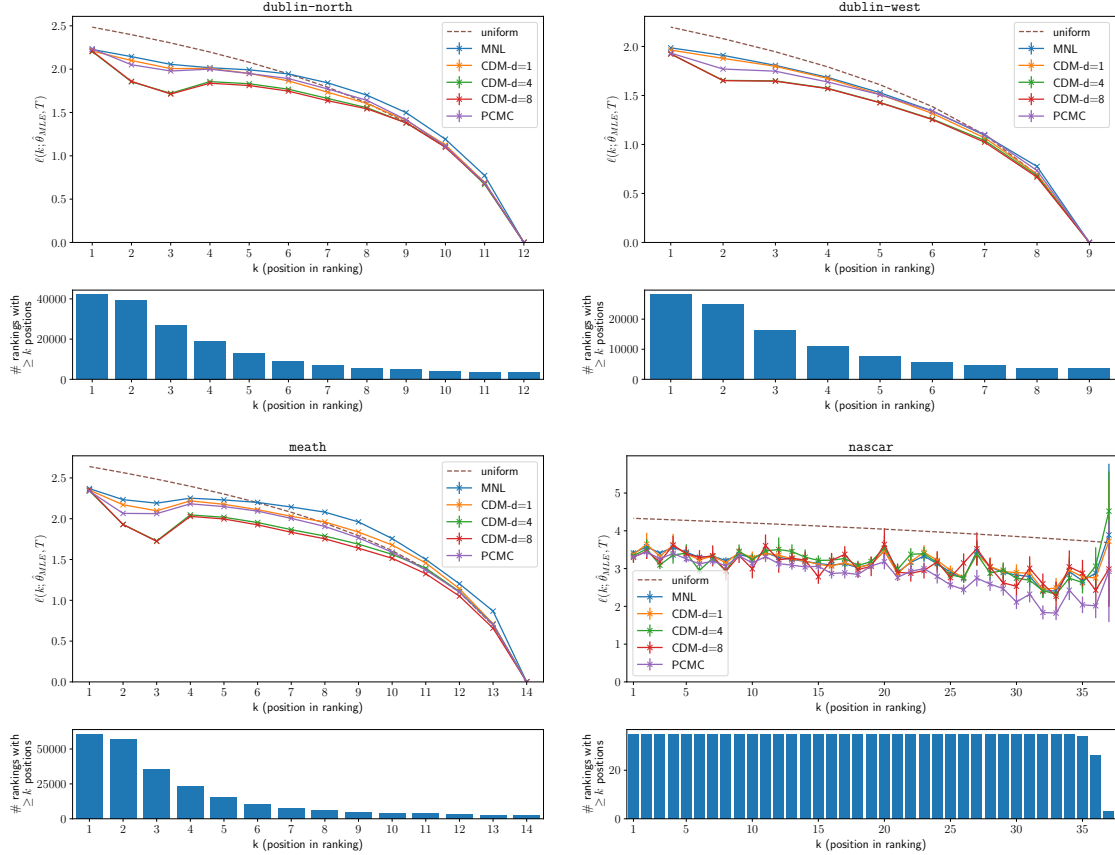 dublin-north
2.5
2.0
1.5
1.0
0.5
0.0
ℓ(k; θ̂_MLE, T)
uniform
MNL
CDM-d=1
CDM-d=4
CDM-d=8
PCMC
1 2 3 4 5 6 7 8 9 10 11 12
k (position in ranking)
40000
20000
0
# rankings with
≥ k positions
1 2 3 4 5 6 7 8 9 10 11 12
k (position in ranking)
dublin-west
2.0
1.5
1.0
0.5
0.0
ℓ(k; θ̂_MLE, T)
uniform
MNL
CDM-d=1
CDM-d=4
CDM-d=8
PCMC
1 2 3 4 5 6 7 8 9
k (position in ranking)
20000
10000
0
# rankings with
≥ k positions
1 2 3 4 5 6 7 8 9
k (position in ranking)
meath
2.5
2.0
1.5
1.0
0.5
0.0
ℓ(k; θ̂_MLE, T)
uniform
MNL
CDM-d=1
CDM-d=4
CDM-d=8
PCMC
1 2 3 4 5 6 7 8 9 10 11 12 13 14
k (position in ranking)
50000
25000
0
# rankings with
≥ k positions
1 2 3 4 5 6 7 8 9 10 11 12 13 14
k (position in ranking)
nascar
5
4
3
2
1
0
ℓ(k; θ̂_MLE, T)
uniform
MNL
CDM-d=1
CDM-d=4
CDM-d=8
PCMC
1 5 10 15 20 25 30 35
k (position in ranking)
20
0
# rankings with
≥ k positions
1 5 10 15 20 25 30 35
k (position in ranking)